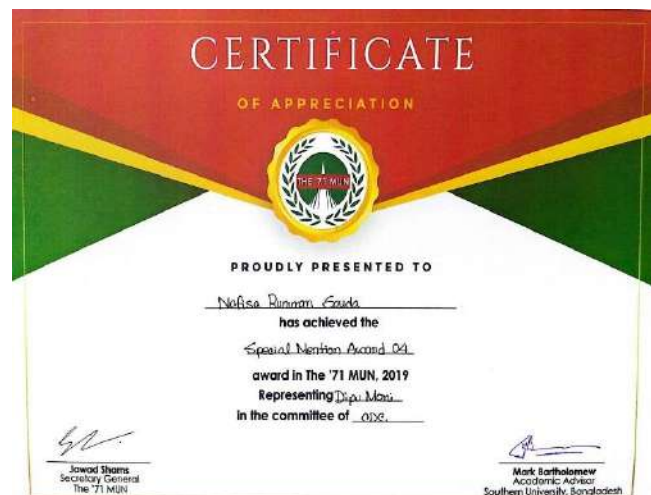 CERTIFICATE
OF APPRECIATION
THE '71 MUN
PROUDLY PRESENTED TO
Nafisa
has achieved the
Special Mention Award 04
award in The '71 MUN, 2019
Representing Dipu Moni
in the committee of
Jawad Shams
Secretary General
The '71 MUN
Mark Bartholomew
Academic Advisor
Southern University, Bangladesh